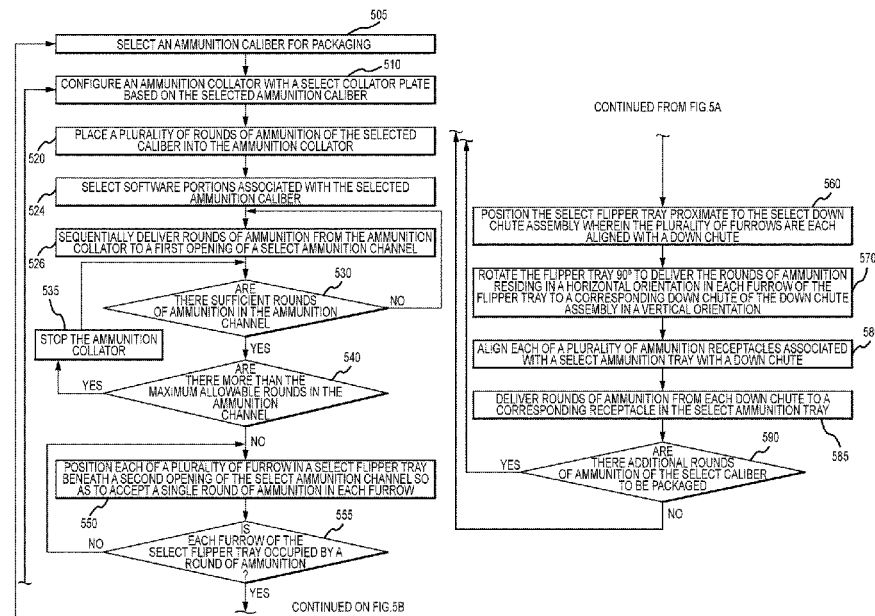 505
SELECT AN AMMUNITION CALIBER FOR PACKAGING
510
CONFIGURE AN AMMUNITION COLLATOR WITH A SELECT COLLATOR PLATE
BASED ON THE SELECTED AMMUNITION CALIBER
PLACE A PLURALITY OF ROUNDS OF AMMUNITION OF THE SELECTED
CALIBER INTO THE AMMUNITION COLLATOR
520
SELECT SOFTWARE PORTIONS ASSOCIATED WITH THE SELECTED
AMMUNITION CALIBER
524
SEQUENTIALLY DELIVER ROUNDS OF AMMUNITION FROM THE AMMUNITION
COLLATOR TO A FIRST OPENING OF A SELECT AMMUNITION CHANNEL
526
530
ARE
THERE SUFFICIENT ROUNDS
OF AMMUNITION IN THE AMMUNITION
CHANNEL
NO
YES
535
STOP THE AMMUNITION
COLLATOR
540
ARE
THERE MORE THAN THE
MAXIMUM ALLOWABLE ROUNDS IN THE
AMMUNITION
CHANNEL
YES
NO
POSITION EACH OF A PLURALITY OF FURROW IN A SELECT FLIPPER TRAY
BENEATH A SECOND OPENING OF THE SELECT AMMUNITION CHANNEL SO
AS TO ACCEPT A SINGLE ROUND OF AMMUNITION IN EACH FURROW
550
555
IS
EACH FURROW OF THE
SELECT FLIPPER TRAY OCCUPIED BY A
ROUND OF AMMUNITION
?
NO
YES
CONTINUED ON FIG.5B
CONTINUED FROM FIG.5A
560
POSITION THE SELECT FLIPPER TRAY PROXIMATE TO THE SELECT DOWN
CHUTE ASSEMBLY WHEREIN THE PLURALITY OF FURROWS ARE EACH
ALIGNED WITH A DOWN CHUTE
570
ROTATE THE FLIPPER TRAY 90° TO DELIVER THE ROUNDS OF AMMUNITION
RESIDING IN A HORIZONTAL ORIENTATION IN EACH FURROW OF THE
FLIPPER TRAY TO A CORRESPONDING DOWN CHUTE OF THE DOWN CHUTE
ASSEMBLY IN A VERTICAL ORIENTATION
58
ALIGN EACH OF A PLURALITY OF AMMUNITION RECEPTACLES ASSOCIATED
WITH A SELECT AMMUNITION TRAY WITH A DOWN CHUTE
DELIVER ROUNDS OF AMMUNITION FROM EACH DOWN CHUTE TO A
CORRESPONDING RECEPTACLE IN THE SELECT AMMUNITION TRAY
585
590
ARE
THERE ADDITIONAL ROUNDS
OF AMMUNITION OF THE SELECT CALIBER
TO BE PACKAGED
YES
NO